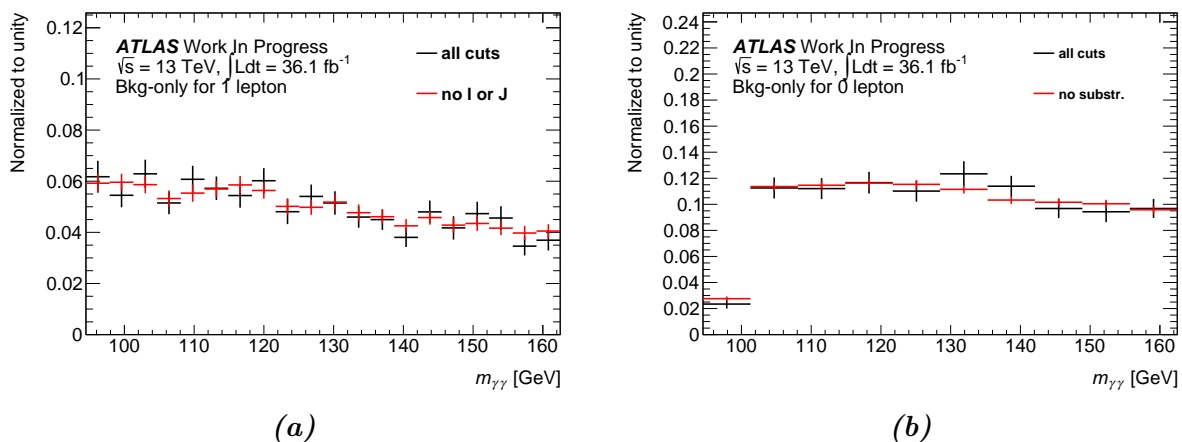 Normalized to unity
0.12
0.1
0.08
0.06
0.04
0.02
0
ATLAS Work In Progress
√s = 13 TeV, ∫Ldt = 36.1 fb⁻¹
Bkg-only for 1 lepton
all cuts
no l or J
100 110 120 130 140 150 160
mγγ [GeV]
(a)
Normalized to unity
0.24
0.22
0.2
0.18
0.16
0.14
0.12
0.1
0.08
0.06
0.04
0.02
0
ATLAS Work In Progress
√s = 13 TeV, ∫Ldt = 36.1 fb⁻¹
Bkg-only for 0 lepton
all cuts
no substr.
100 110 120 130 140 150 160
mγγ [GeV]
(b)